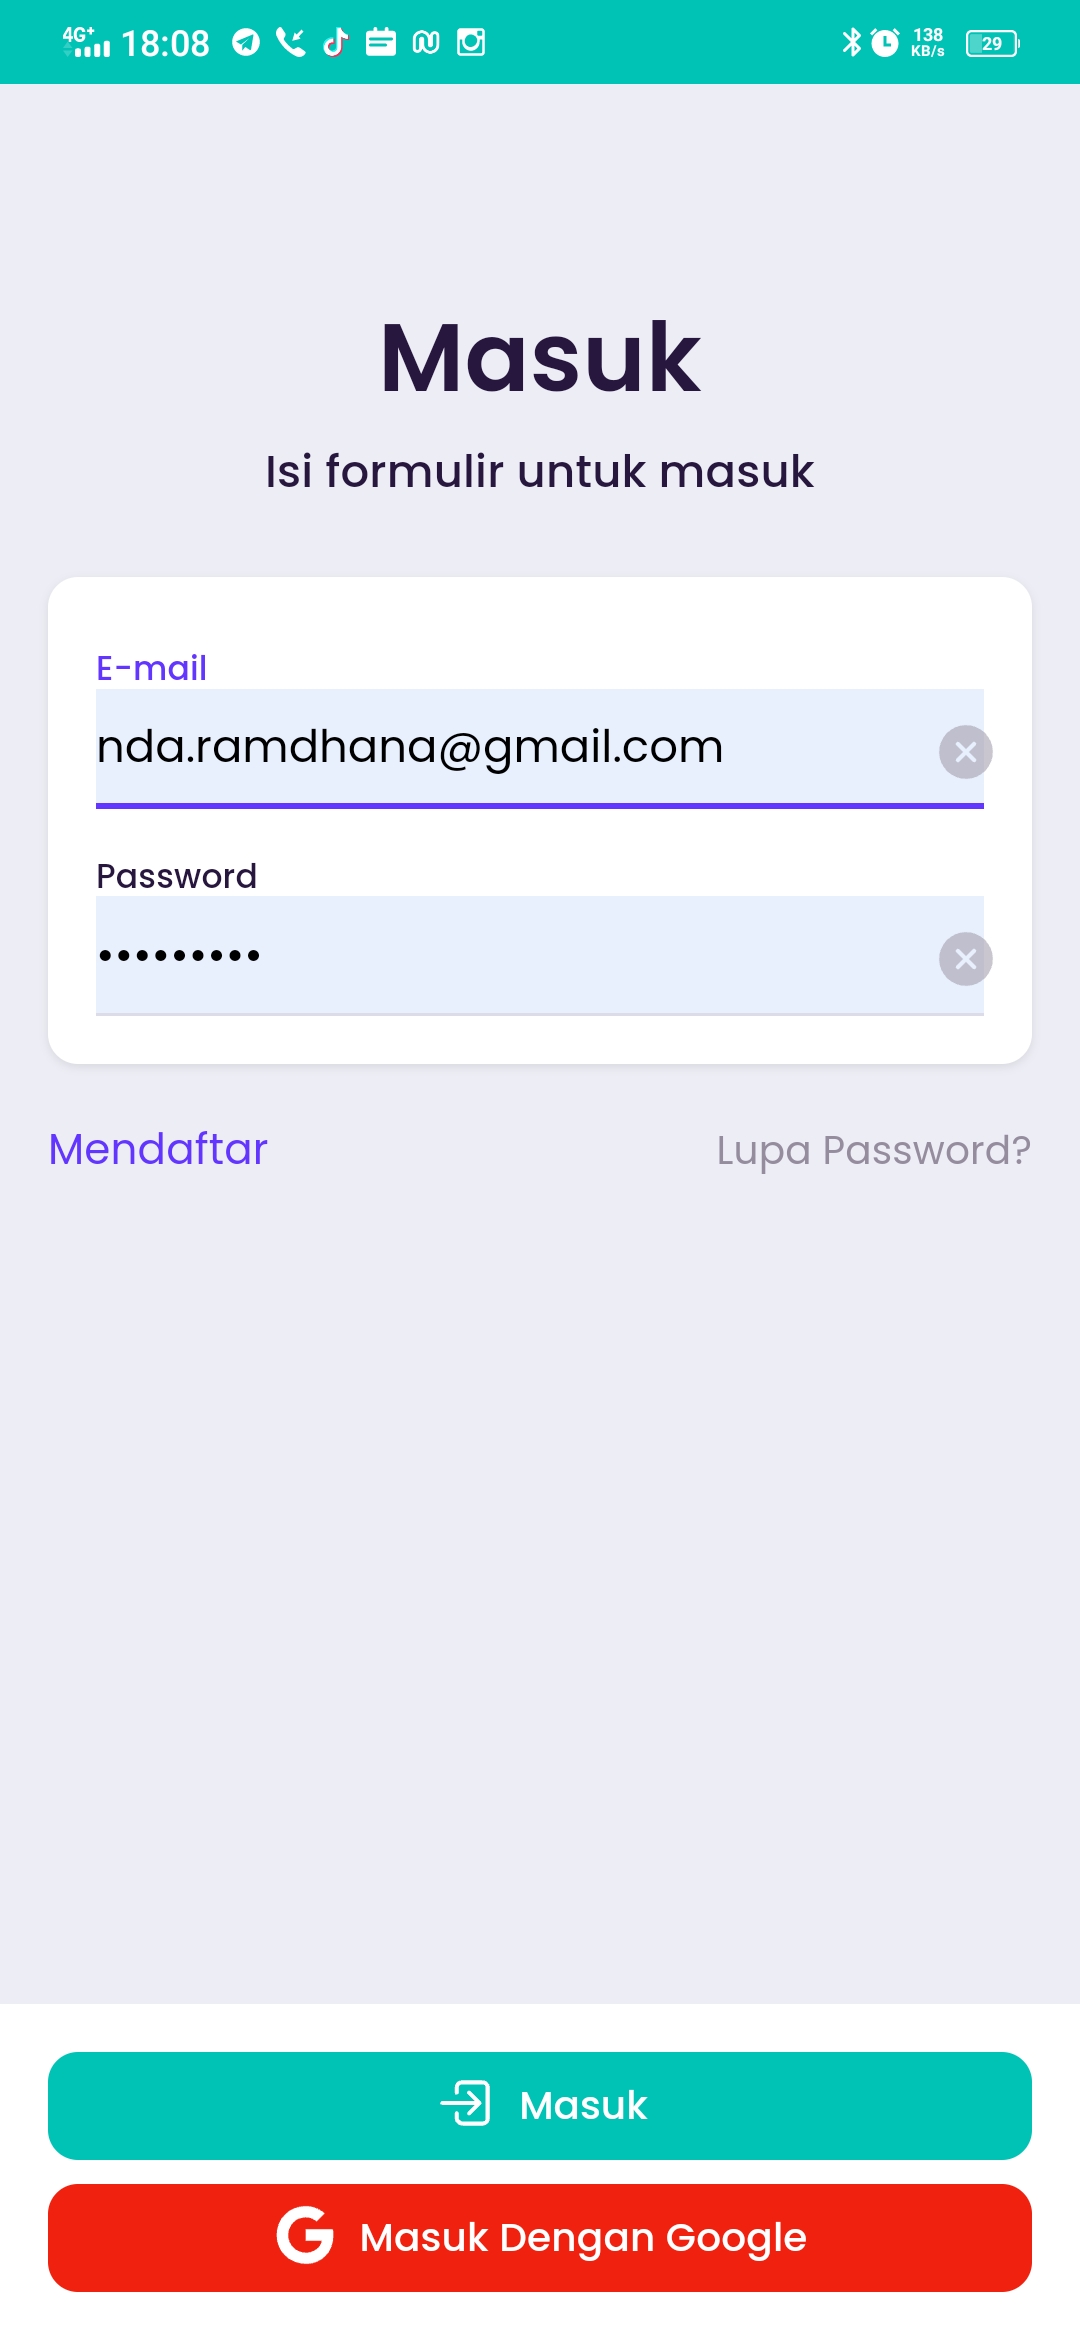 4G+ 18:08 138 KB/s 29
Masuk
Isi formulir untuk masuk
E-mail
nda.ramdhana@gmail.com
Password
•••••••••
Mendaftar Lupa Password?
Masuk
Masuk Dengan Google